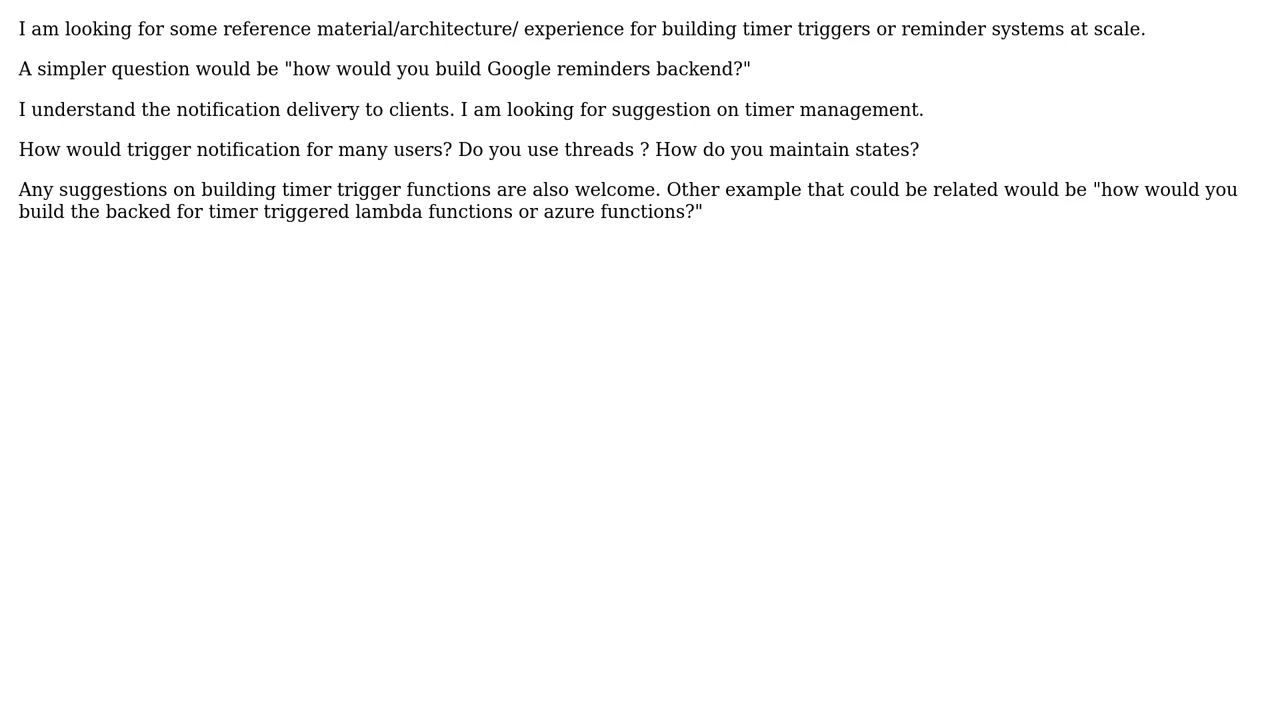 I am looking for some reference material/architecture/ experience for building timer triggers or reminder systems at scale.
A simpler question would be "how would you build Google reminders backend?"
I understand the notification delivery to clients. I am looking for suggestion on timer management.
How would trigger notification for many users? Do you use threads ? How do you maintain states?
Any suggestions on building timer trigger functions are also welcome. Other example that could be related would be "how would you
build the backed for timer triggered lambda functions or azure functions?"